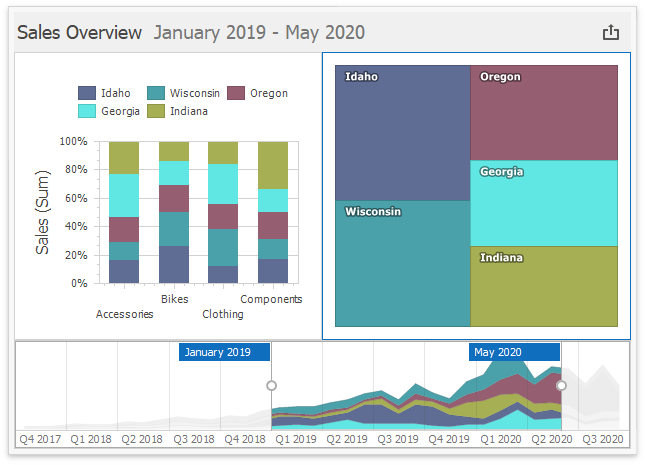 Sales Overview January 2019 - May 2020
Idaho Wisconsin Oregon
Georgia Indiana
Sales (Sum)
100%
80%
60%
40%
20%
0%
Bikes Components
Accessories Clothing
Idaho
Oregon
Georgia
Wisconsin
Indiana
January 2019 May 2020
Q4 2017 Q1 2018 Q2 2018 Q3 2018 Q4 2018 Q1 2019 Q2 2019 Q3 2019 Q4 2019 Q1 2020 Q2 2020 Q3 2020